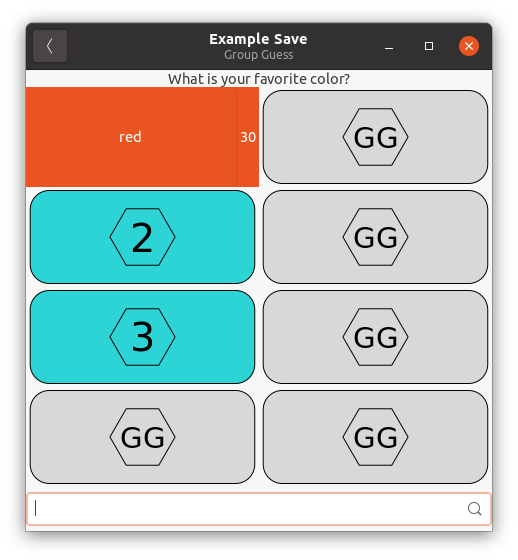 Example Save
Group Guess
What is your favorite color?
red 30
GG
2
GG
3
GG
GG
GG